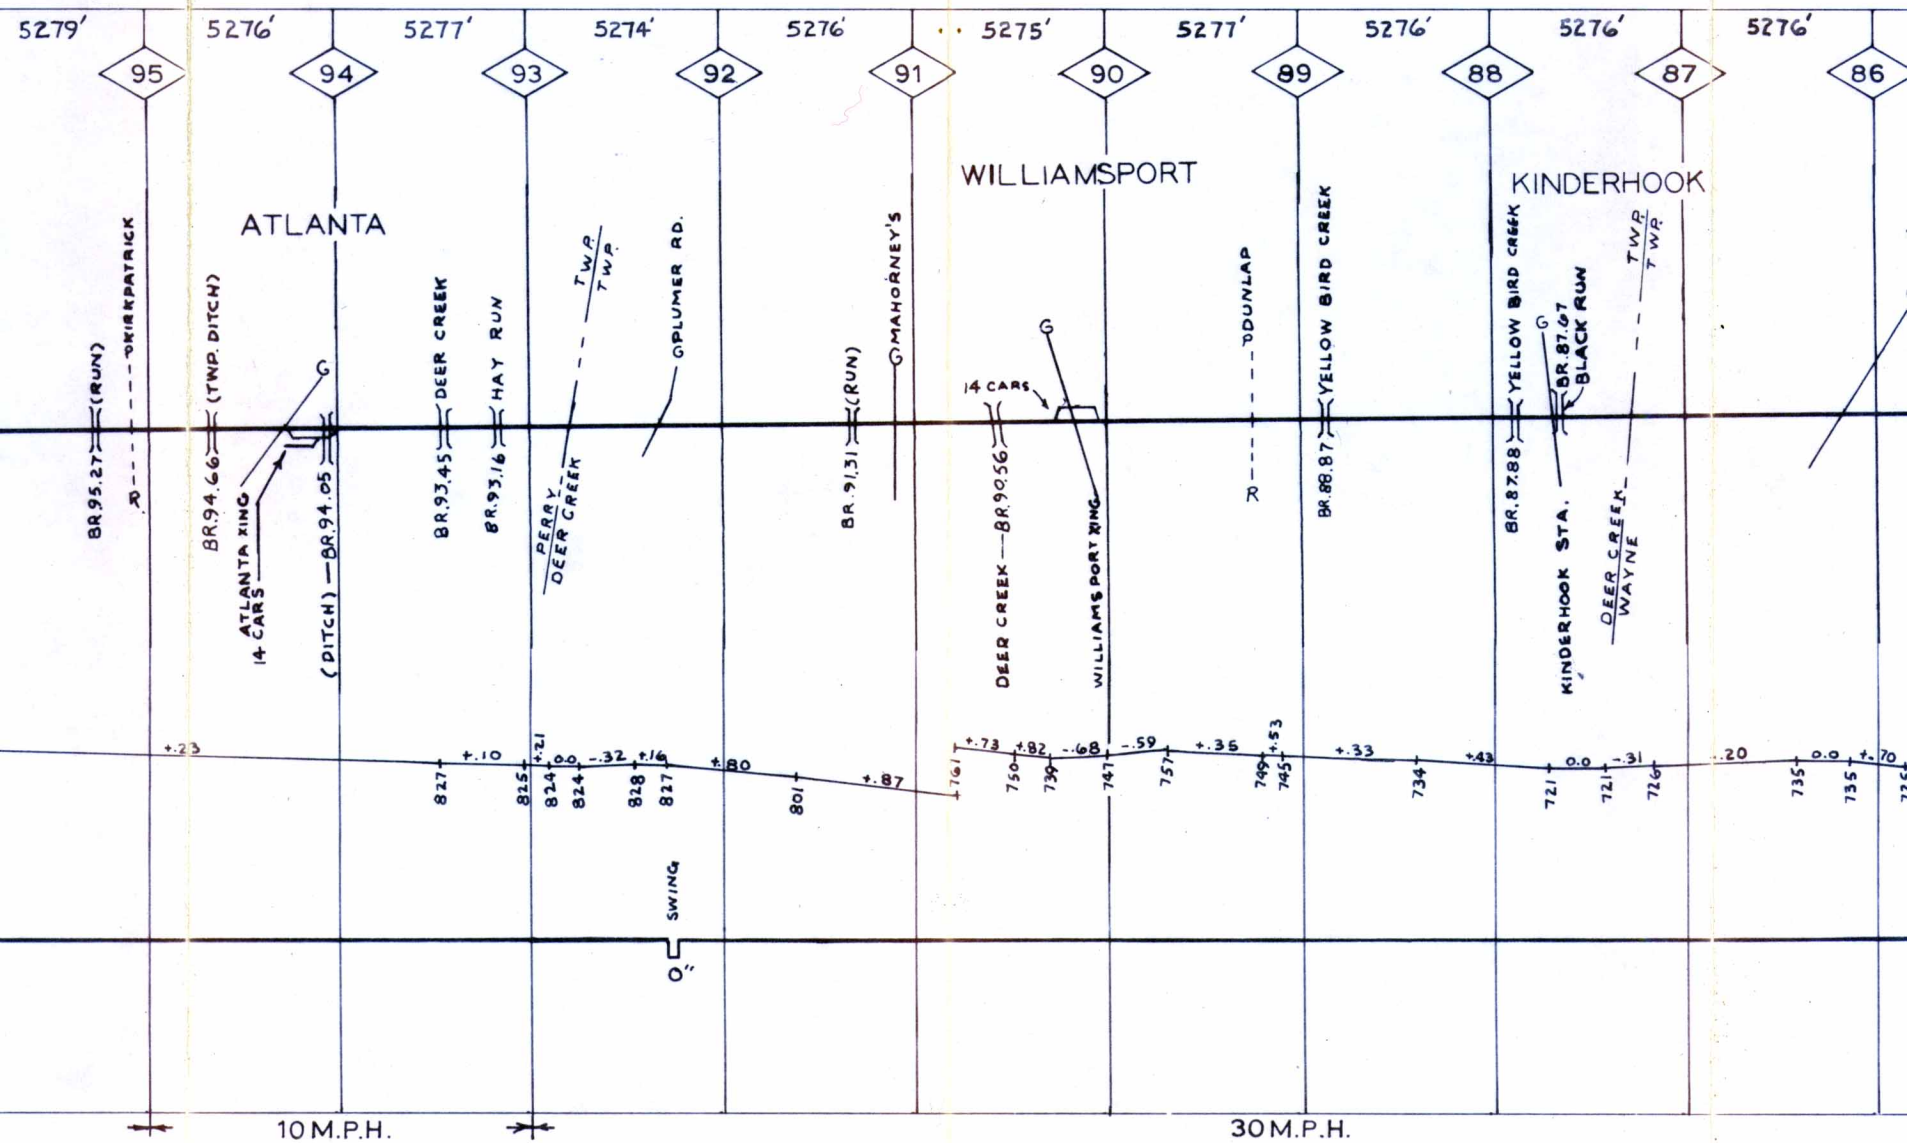 5279' 5276' 5277' 5274' 5276' 5275' 5277' 5276' 5276' 5276'
95 94 93 92 91 90 89 88 87 86
WILLIAMSPORT
KINDERHOOK
ATLANTA
BR.95.27 (RUN)
R KIRKPATRICK
BR.94.66 (TWP. DITCH)
G
ATLANTA XING
14 CARS
(DITCH) — BR.94.05
BR.93.45 DEER CREEK
BR.93.16 HAY RUN
PERRY TWP.
DEER CREEK TWP.
G PLUMER RD.
BR.91.31 (RUN)
G MAHORNEY'S
DEER CREEK — BR.90.56
14 CARS
G
WILLIAMSPORT XING
R DUNLAP
BR.88.87 YELLOW BIRD CREEK
BR.87.88 YELLOW BIRD CREEK
G
KINDERHOOK STA.
BR.87.67
BLACK RUN
DEER CREEK TWP.
WAYNE TWP.
+.23 +.10 +.21 0.0 -.32 +.16 +.80 +.87 +.73 +.82 -.68 -.59 +.35 +.53 +.33 +.43 0.0 -.31 -.20 0.0 +.70
827 825 824 824 828 827 801 761 750 739 747 757 749 745 734 721 721 726 735 735
SWING
0"
10 M.P.H. 30 M.P.H.